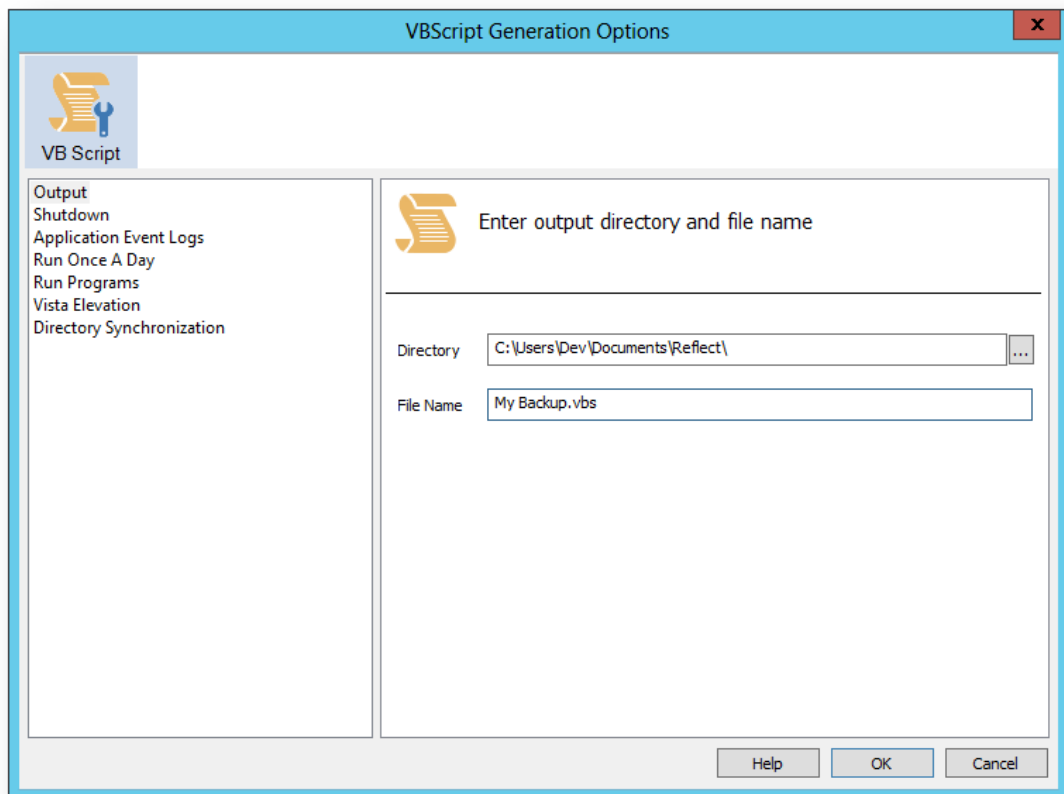 VBScript Generation Options
x
VB Script
Output
Shutdown
Application Event Logs
Run Once A Day
Run Programs
Vista Elevation
Directory Synchronization
Enter output directory and file name
Directory
C:\Users\Dev\Documents\Reflect\
...
File Name
My Backup.vbs
Help
OK
Cancel